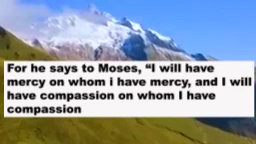 For he says to Moses, “I will have
mercy on whom i have mercy, and I will
have compassion on whom I have
compassion